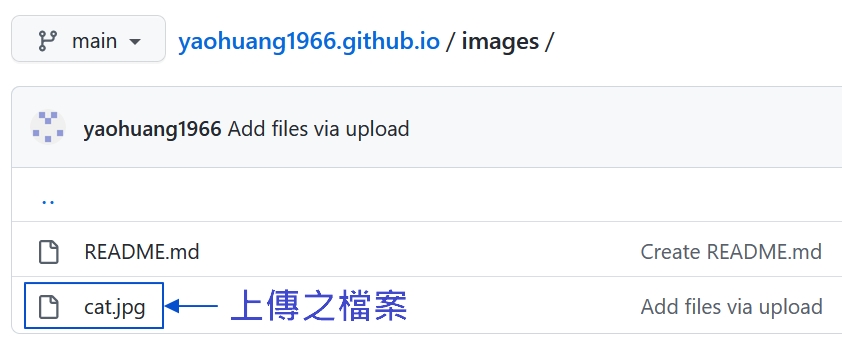 main yaohuang1966.github.io / images /
yaohuang1966 Add files via upload
..
README.md Create README.md
cat.jpg 上傳之檔案 Add files via upload